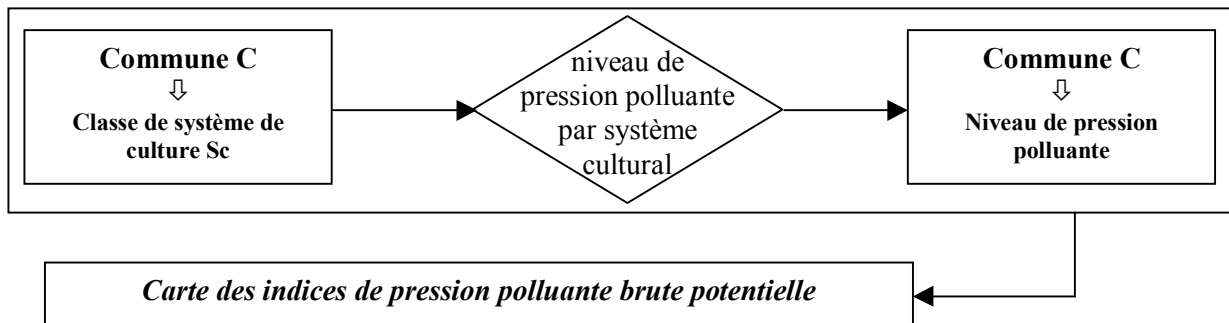 Commune C
⇩
Classe de système de
culture Sc
niveau de
pression polluante
par système
cultural
Commune C
⇩
Niveau de pression
polluante
Carte des indices de pression polluante brute potentielle